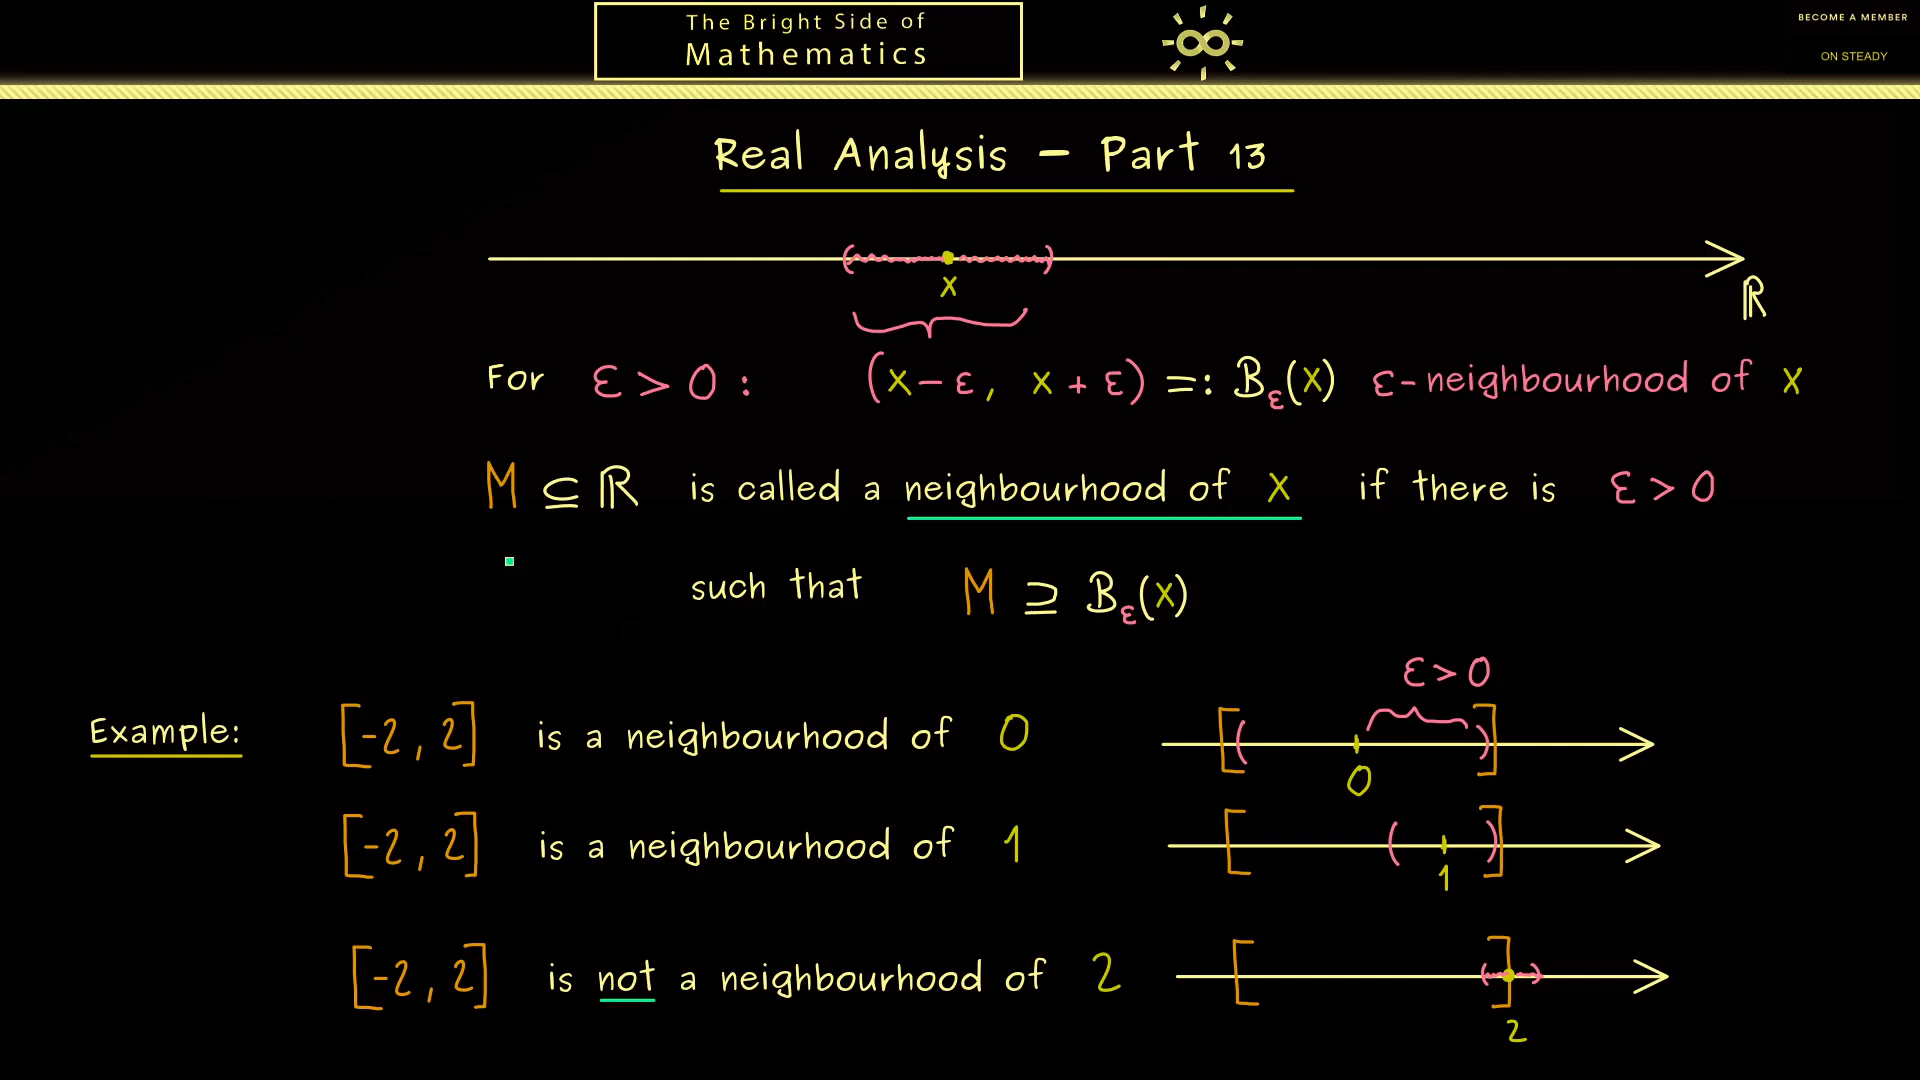 The Bright Side of
Mathematics
BECOME A MEMBER
ON STEADY
Real Analysis – Part 13
x
ℝ
For ε > 0 : (x − ε, x + ε) =: B_ε(x) ε-neighbourhood of x
M ⊆ ℝ is called a neighbourhood of x if there is ε > 0
such that M ⊇ B_ε(x)
ε > 0
Example: [-2, 2] is a neighbourhood of 0
0
[-2, 2] is a neighbourhood of 1
1
[-2, 2] is not a neighbourhood of 2
2